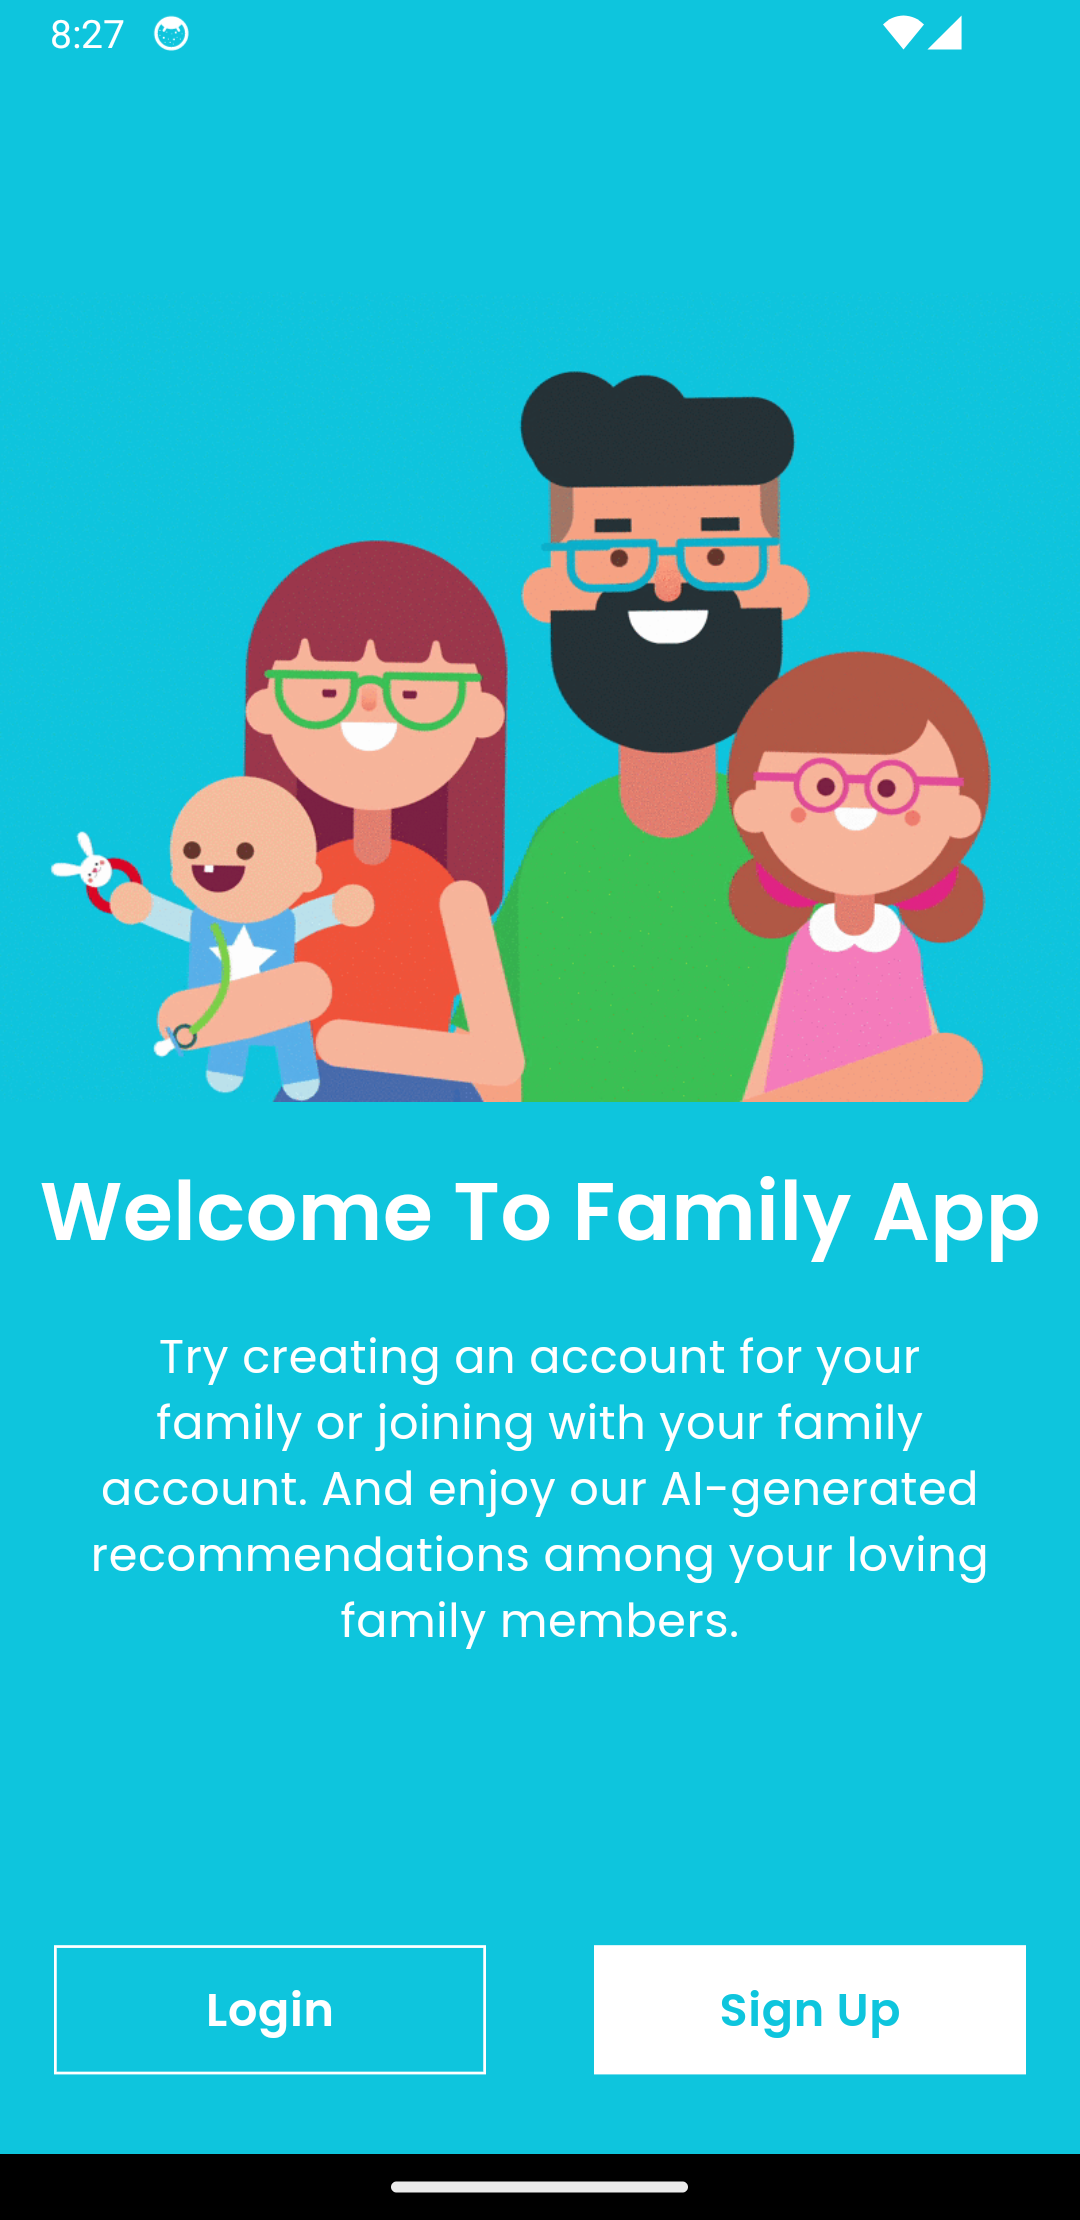 8:27
Welcome To Family App
Try creating an account for your
family or joining with your family
account. And enjoy our AI-generated
recommendations among your loving
family members.
Login
Sign Up